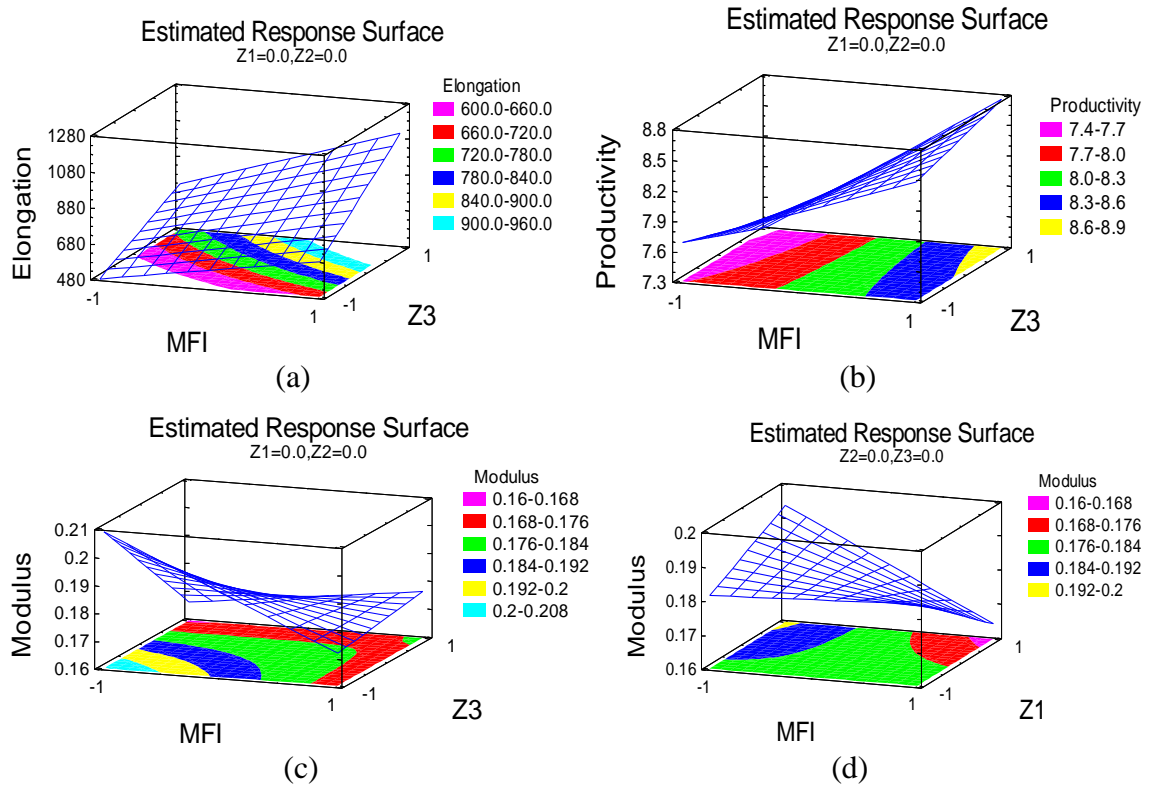 Estimated Response Surface
Z1=0.0,Z2=0.0
Elongation
600.0-660.0
660.0-720.0
720.0-780.0
780.0-840.0
840.0-900.0
900.0-960.0
Elongation
1280
1080
880
680
480
-1
1
MFI
-1
1
Z3
(a)
Estimated Response Surface
Z1=0.0,Z2=0.0
Productivity
7.4-7.7
7.7-8.0
8.0-8.3
8.3-8.6
8.6-8.9
Productivity
8.8
8.5
8.2
7.9
7.6
7.3
-1
1
MFI
-1
1
Z3
(b)
Estimated Response Surface
Z1=0.0,Z2=0.0
Modulus
0.16-0.168
0.168-0.176
0.176-0.184
0.184-0.192
0.192-0.2
0.2-0.208
Modulus
0.21
0.2
0.19
0.18
0.17
0.16
-1
1
MFI
-1
1
Z3
(c)
Estimated Response Surface
Z2=0.0,Z3=0.0
Modulus
0.16-0.168
0.168-0.176
0.176-0.184
0.184-0.192
0.192-0.2
Modulus
0.2
0.19
0.18
0.17
0.16
-1
1
MFI
-1
1
Z1
(d)